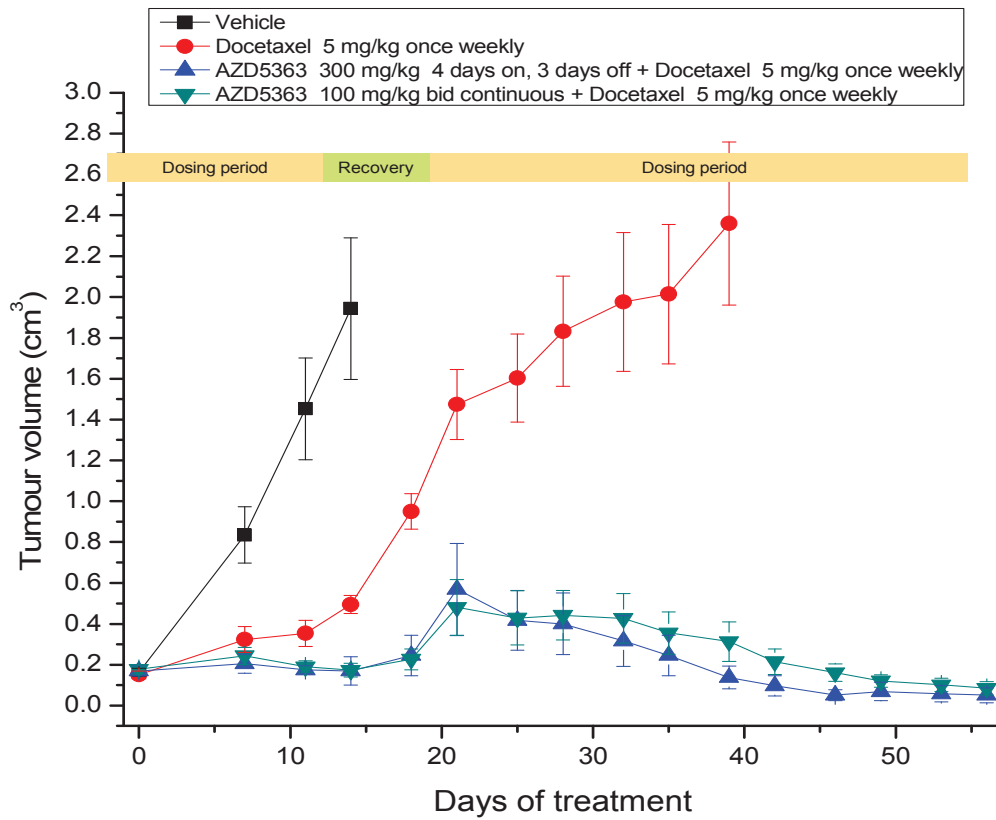 Vehicle
Docetaxel 5 mg/kg once weekly
AZD5363 300 mg/kg 4 days on, 3 days off + Docetaxel 5 mg/kg once weekly
AZD5363 100 mg/kg bid continuous + Docetaxel 5 mg/kg once weekly
3.0
2.8
Dosing period Recovery Dosing period
2.6
2.4
2.2
2.0
1.8
1.6
1.4
1.2
1.0
0.8
0.6
0.4
0.2
0.0
Tumour volume (cm³)
0 10 20 30 40 50
Days of treatment